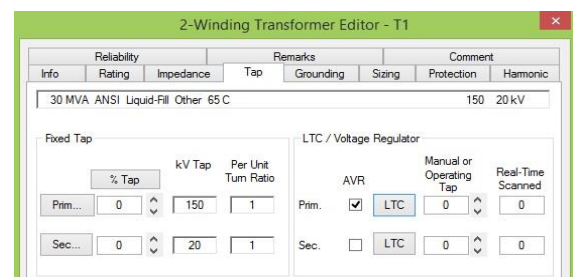 2-Winding Transformer Editor - T1
Reliability Remarks Comment
Info Rating Impedance Tap Grounding Sizing Protection Harmonic
30 MVA ANSI Liquid-Fill Other 65 C 150 20 kV
Fixed Tap
% Tap
kV Tap
Per Unit
Turn Ratio
Prim... 0 150 1
Sec... 0 20 1
LTC / Voltage Regulator
AVR
Manual or
Operating
Tap
Real-Time
Scanned
Prim. LTC 0 0
Sec. LTC 0 0